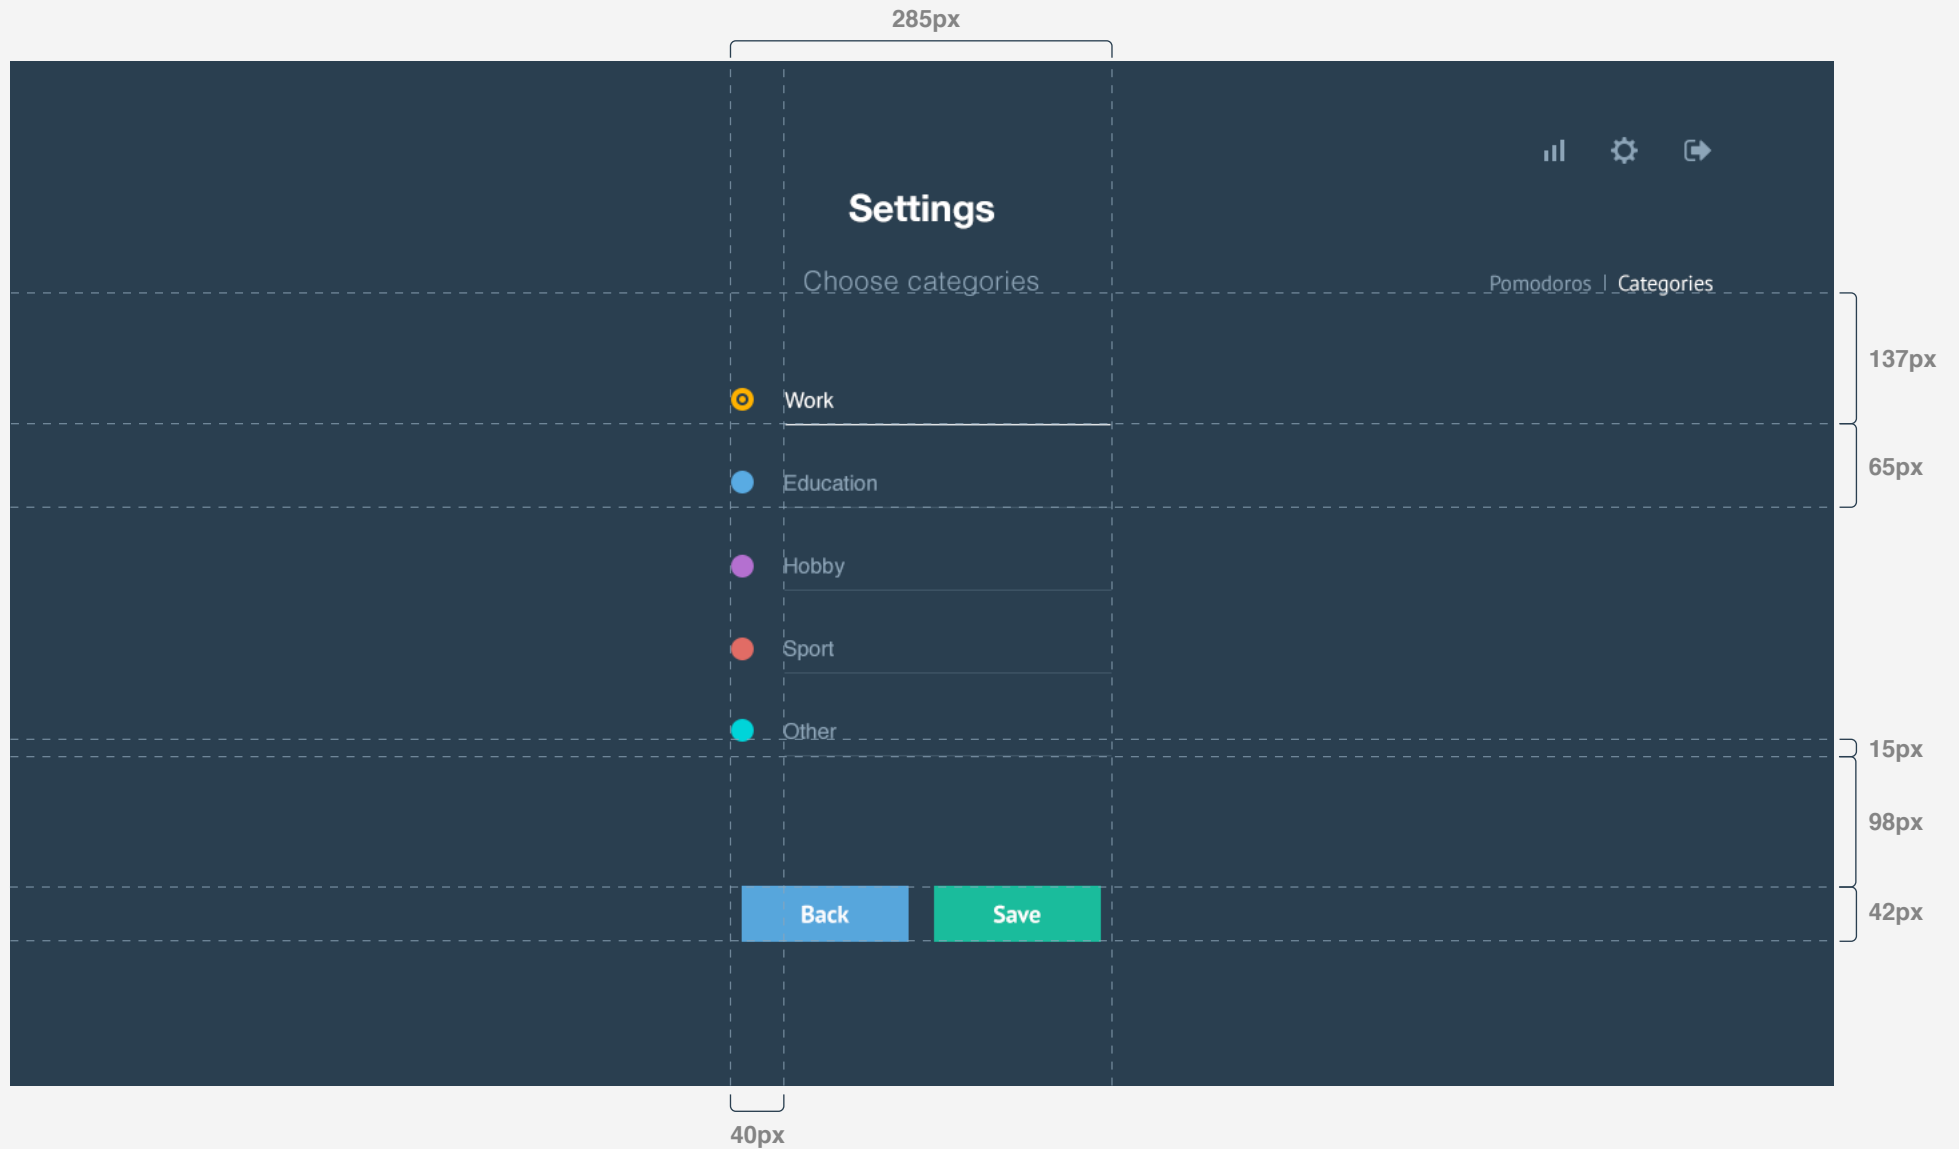 285px
Settings
Choose categories
Pomodoros | Categories
137px
Work
65px
Education
Hobby
Sport
Other
15px
98px
Back
Save
42px
40px